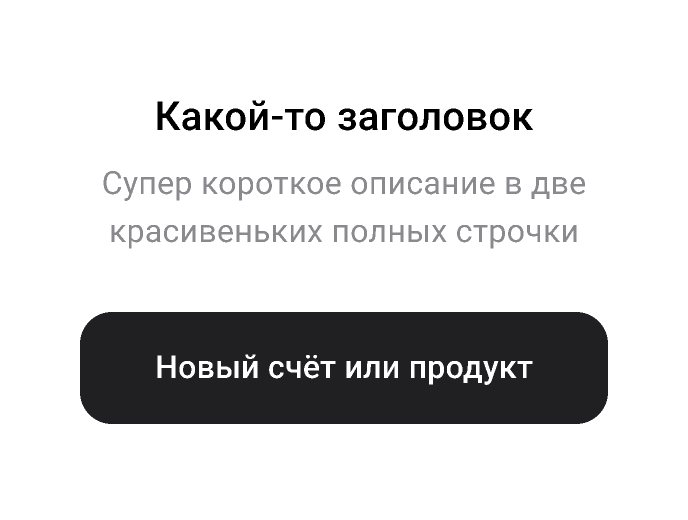 Какой-то заголовок
Супер короткое описание в две
красивеньких полных строчки
Новый счёт или продукт